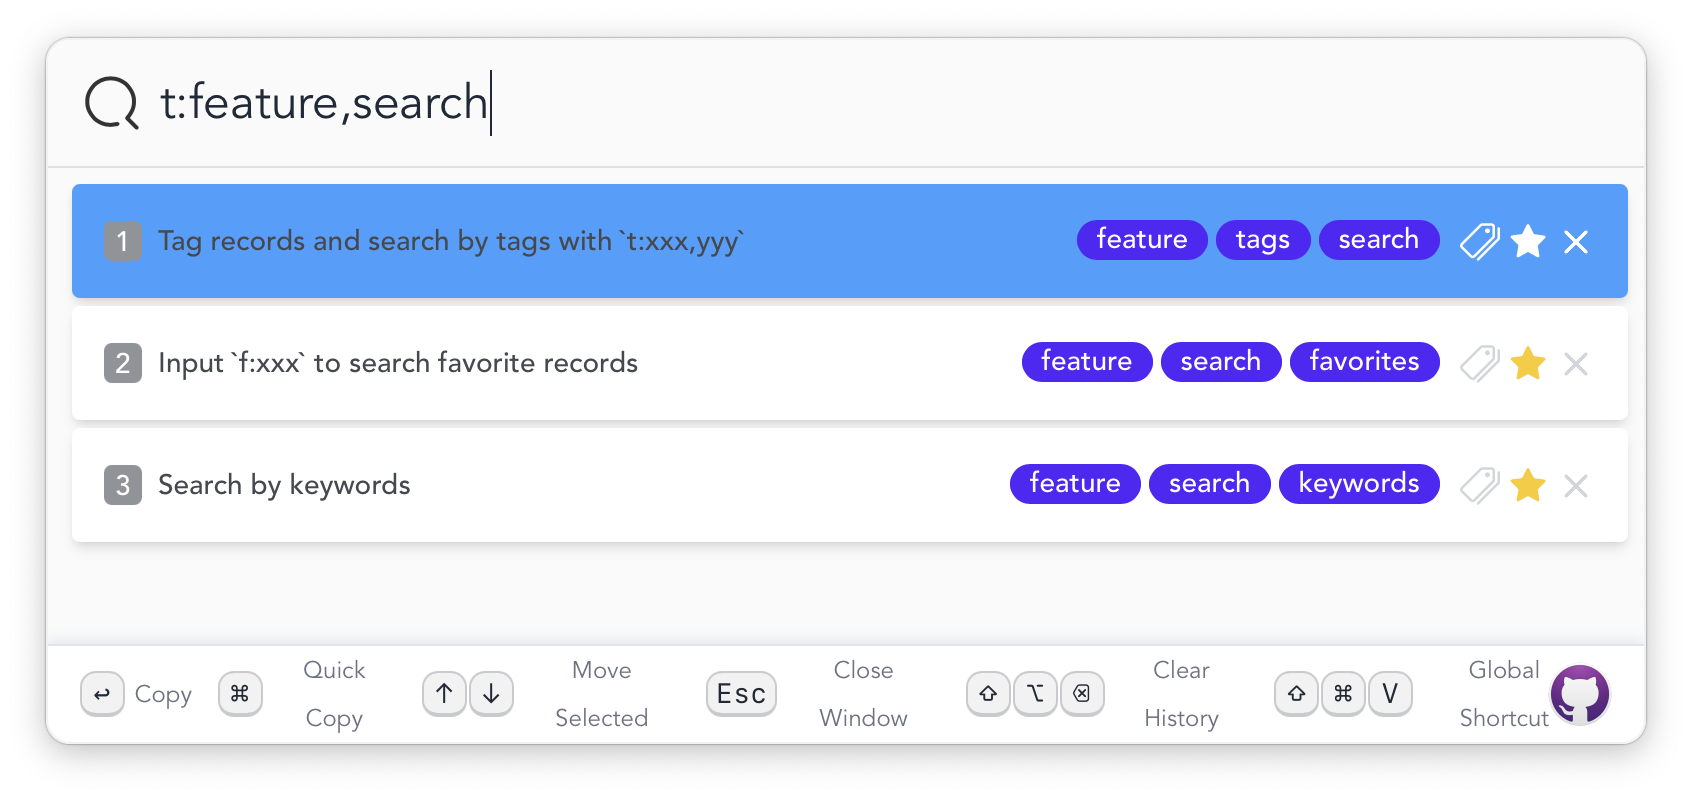 t:feature,search
1 Tag records and search by tags with `t:xxx,yyy` feature tags search
2 Input `f:xxx` to search favorite records feature search favorites
3 Search by keywords feature search keywords
↩ Copy ⌘ Quick Copy ↑ ↓ Move Selected Esc Close Window ⇧ ⌥ ⌫ Clear History ⇧ ⌘ V Global Shortcut